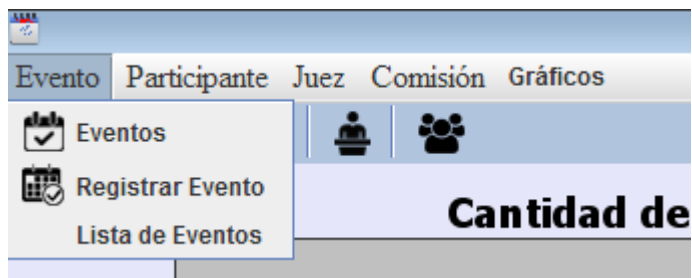 Evento Participante Juez Comisión Gráficos
Eventos
Registrar Evento
Lista de Eventos
Cantidad de